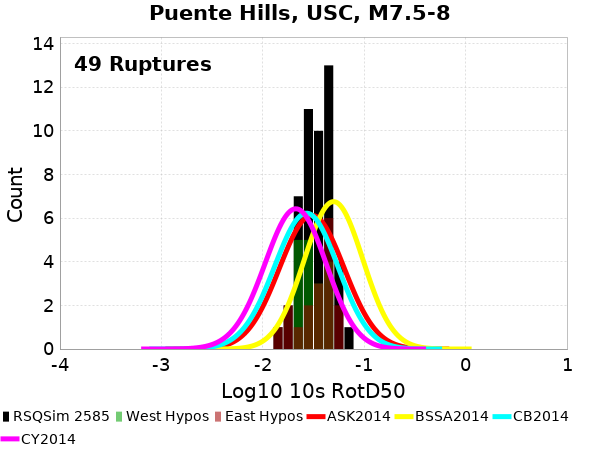 Puente Hills, USC, M7.5-8
49 Ruptures
14
12
10
8
6
4
2
0
Count
-4 -3 -2 -1 0 1
Log10 10s RotD50
RSQSim 2585 West Hypos East Hypos ASK2014 BSSA2014 CB2014
CY2014